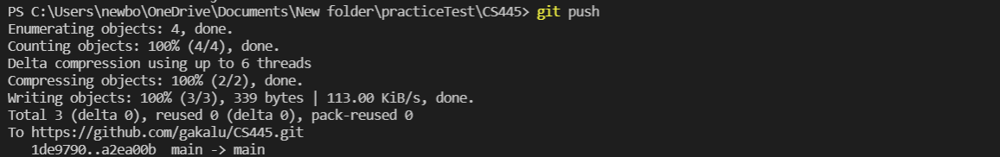 PS C:\Users\newbo\OneDrive\Documents\New folder\practiceTest\CS445> git push
Enumerating objects: 4, done.
Counting objects: 100% (4/4), done.
Delta compression using up to 6 threads
Compressing objects: 100% (2/2), done.
Writing objects: 100% (3/3), 339 bytes | 113.00 KiB/s, done.
Total 3 (delta 0), reused 0 (delta 0), pack-reused 0
To https://github.com/gakalu/CS445.git
   1de9790..a2ea00b  main -> main